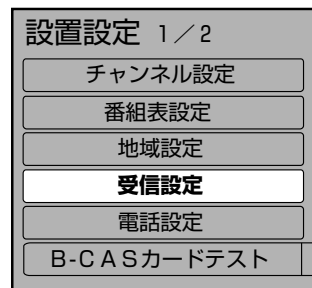 設置設定 1／2
チャンネル設定
番組表設定
地域設定
受信設定
電話設定
B-CASカードテスト